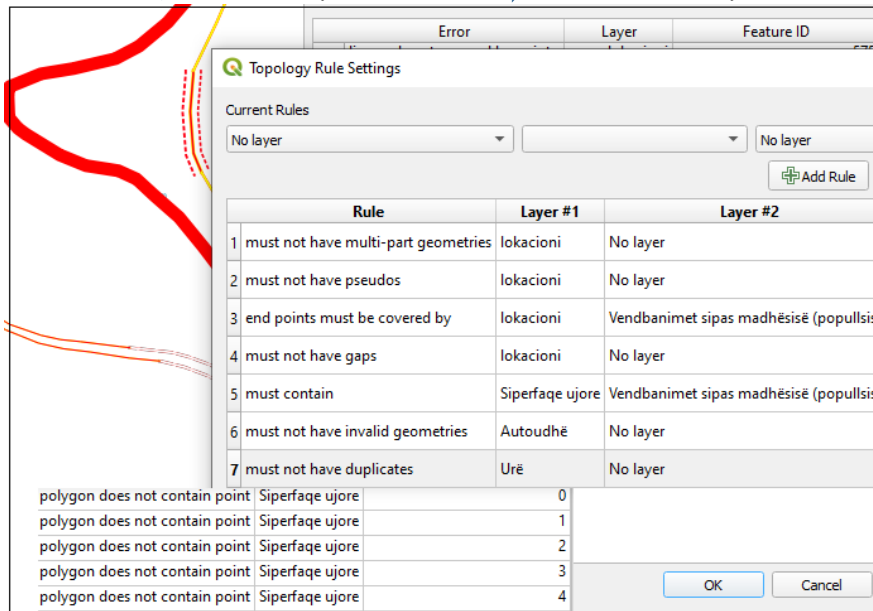 Error Layer Feature ID
Topology Rule Settings
Current Rules
No layer No layer
Add Rule
Rule Layer #1 Layer #2
1 must not have multi-part geometries lokacioni No layer
2 must not have pseudos lokacioni No layer
3 end points must be covered by lokacioni Vendbanimet sipas madhësisë (popullsis
4 must not have gaps lokacioni No layer
5 must contain Siperfaqe ujore Vendbanimet sipas madhësisë (popullsis
6 must not have invalid geometries Autoudhë No layer
7 must not have duplicates Urë No layer
polygon does not contain point Siperfaqe ujore 0
polygon does not contain point Siperfaqe ujore 1
polygon does not contain point Siperfaqe ujore 2
polygon does not contain point Siperfaqe ujore 3
polygon does not contain point Siperfaqe ujore 4
OK Cancel